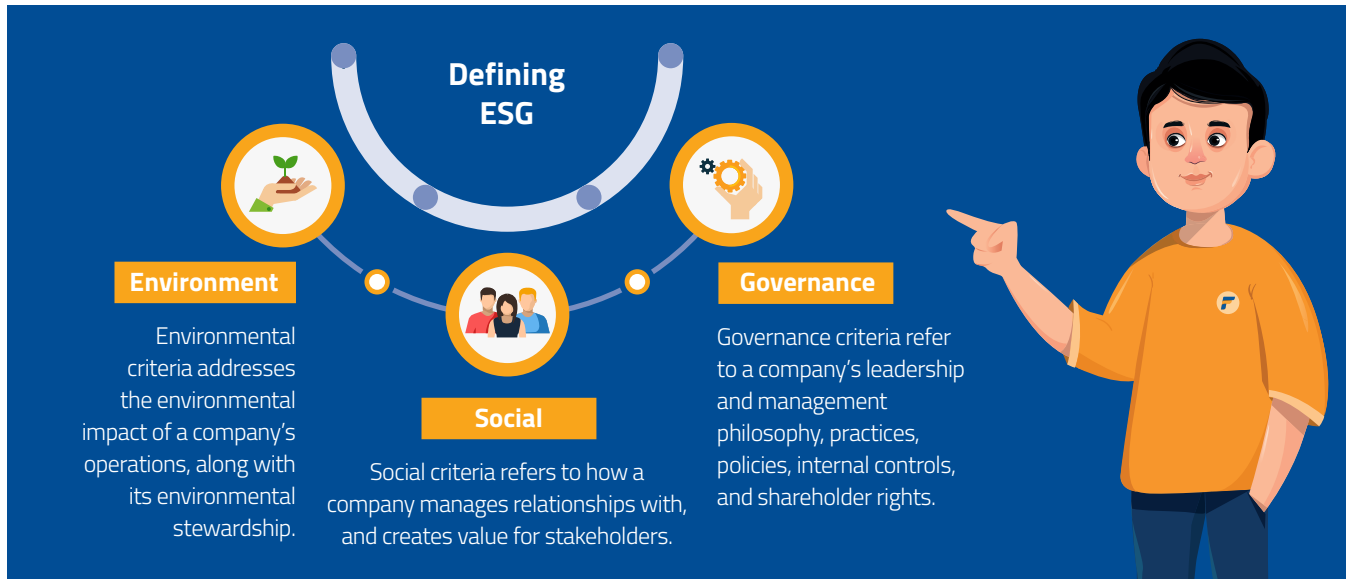 Defining
ESG
Environment
Environmental
criteria addresses
the environmental
impact of a company's
operations, along with
its environmental
stewardship.
Social
Social criteria refers to how a
company manages relationships with,
and creates value for stakeholders.
Governance
Governance criteria refer
to a company's leadership
and management
philosophy, practices,
policies, internal controls,
and shareholder rights.